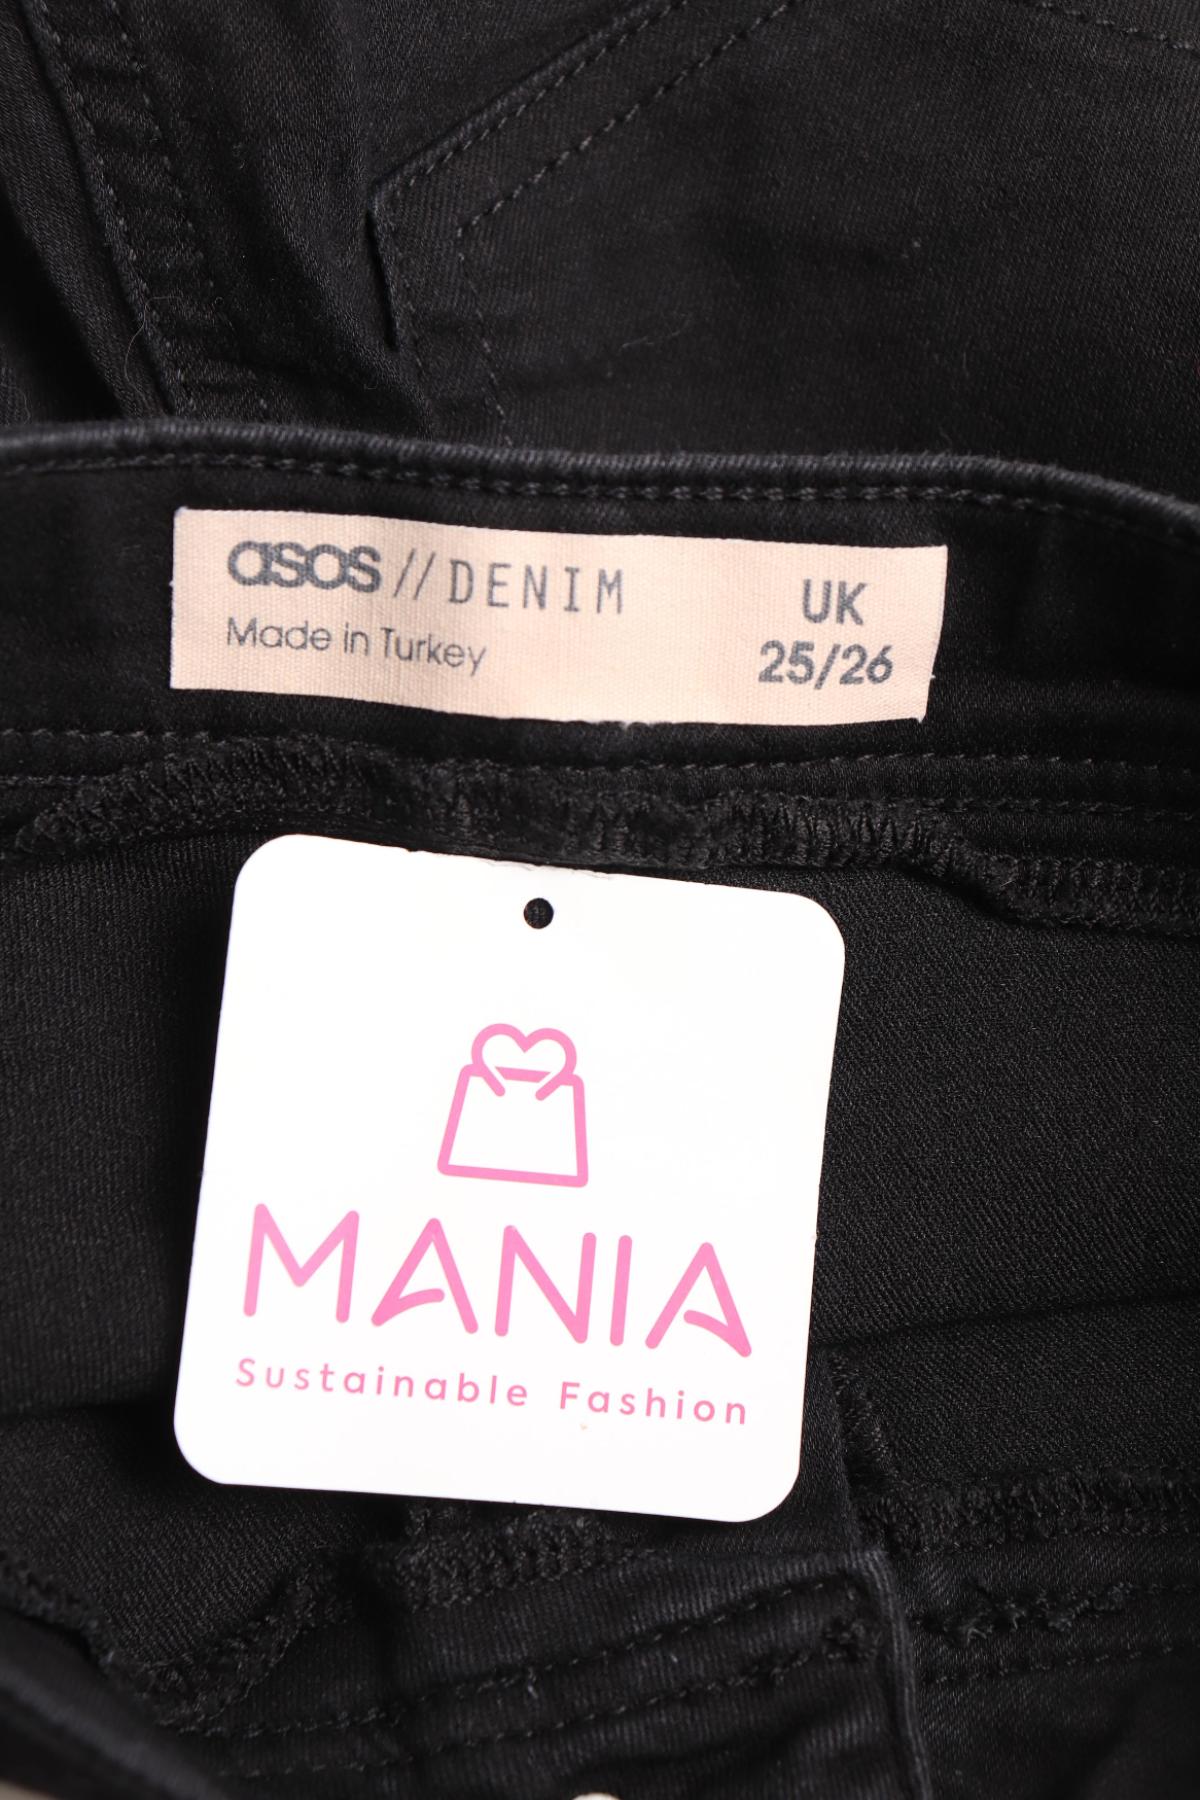 asos // DENIM
Made in Turkey
UK
25/26
MANIA
Sustainable Fashion